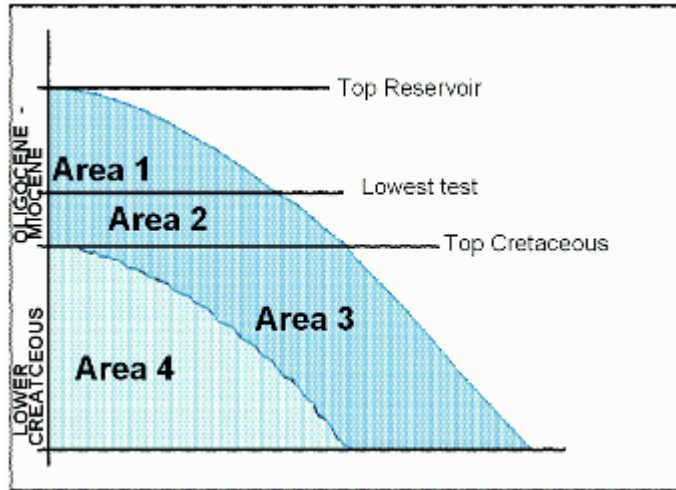 Top Reservoir
OLIGOCENE -
MIOCENE
Area 1
Lowest test
Area 2
Top Cretaceous
Area 3
Area 4
LOWER
CREATCEOUS